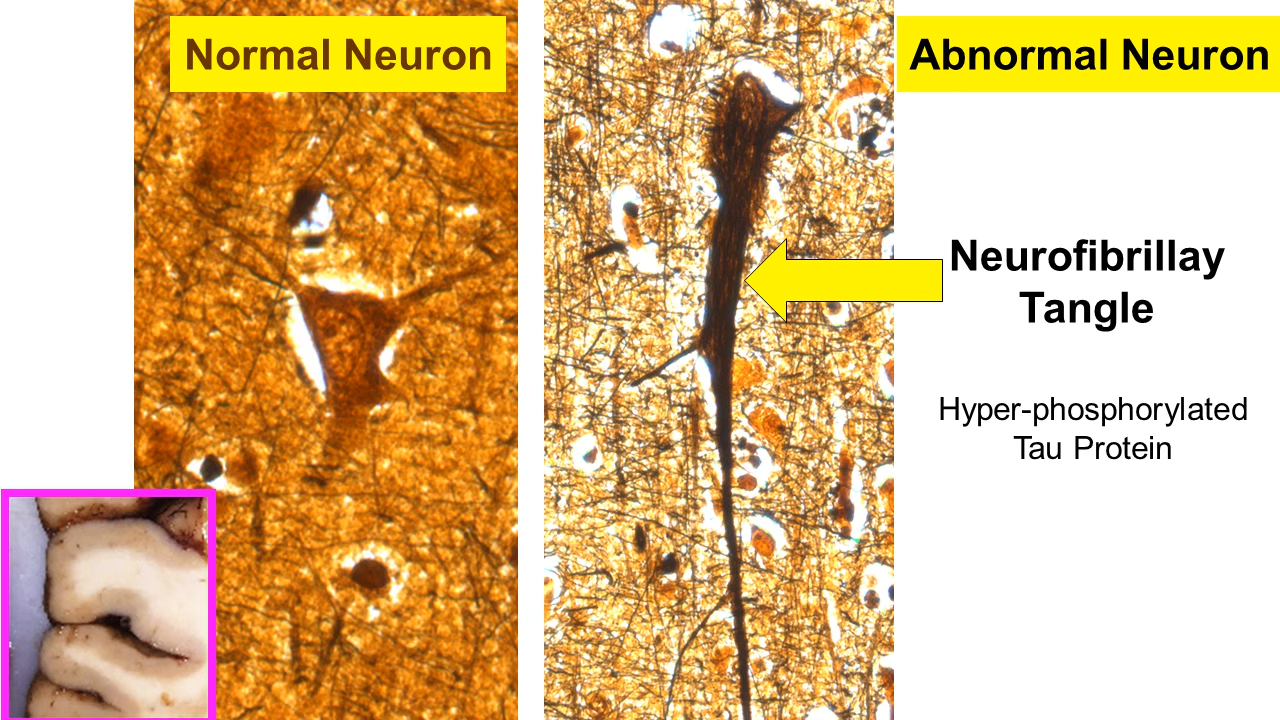 Normal Neuron
Abnormal Neuron
Neurofibrillay
Tangle
Hyper-phosphorylated
Tau Protein